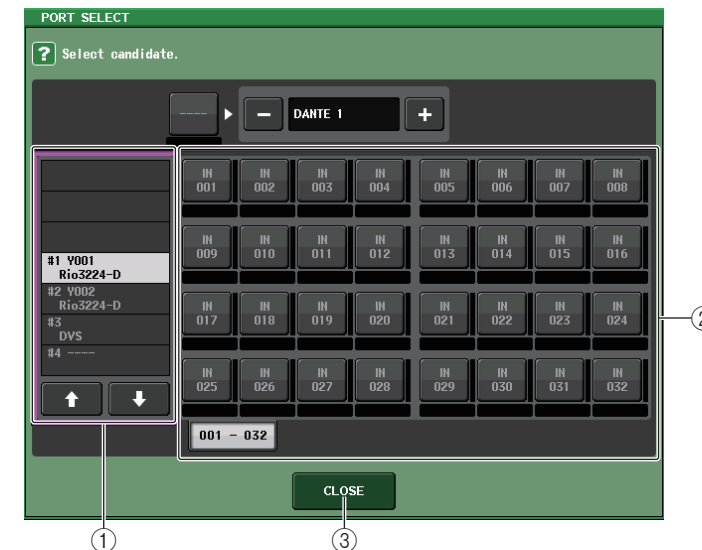 PORT SELECT
? Select candidate.
---- − DANTE 1 +
#1 Y001
Rio3224-D
#2 Y002
Rio3224-D
#3
DVS
#4 ----
IN 001 IN 002 IN 003 IN 004 IN 005 IN 006 IN 007 IN 008
IN 009 IN 010 IN 011 IN 012 IN 013 IN 014 IN 015 IN 016
IN 017 IN 018 IN 019 IN 020 IN 021 IN 022 IN 023 IN 024
IN 025 IN 026 IN 027 IN 028 IN 029 IN 030 IN 031 IN 032
001 - 032
CLOSE
① ③
②